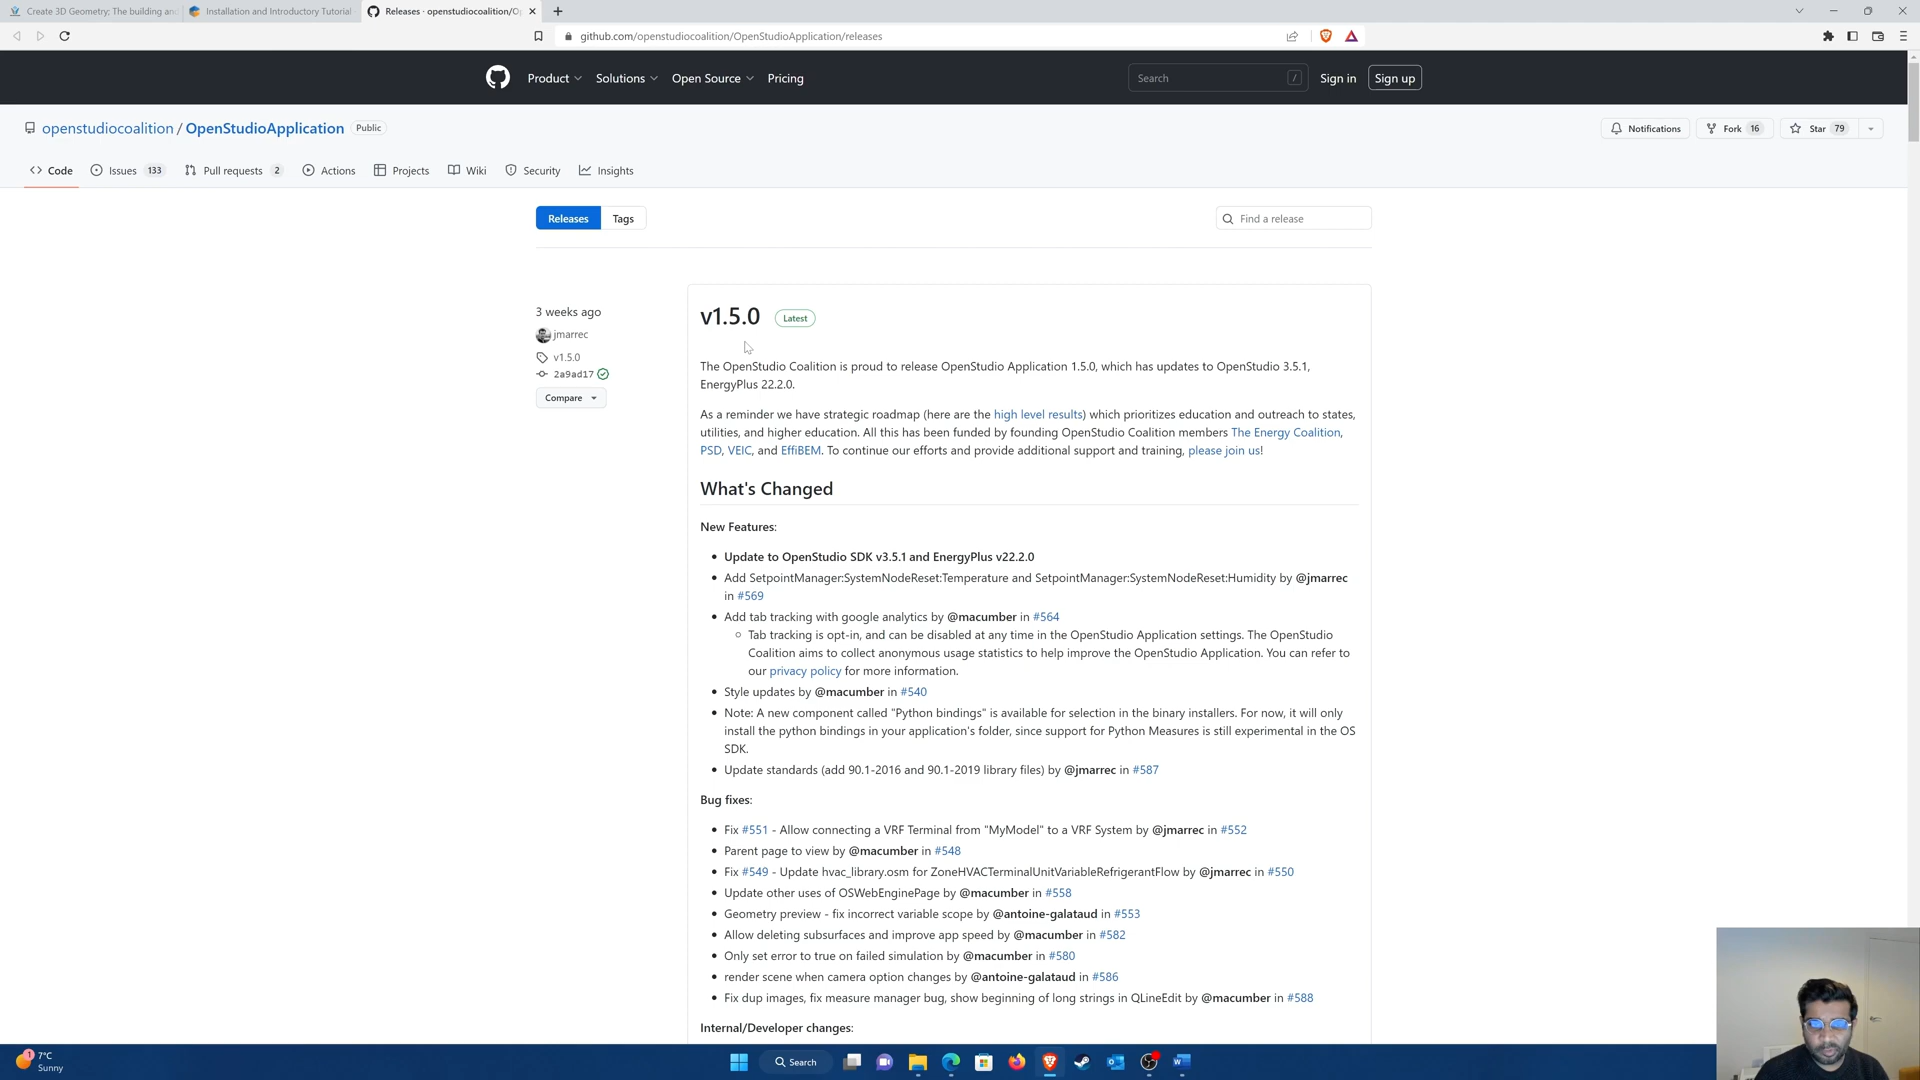 Create 3D Geometry; The building an
Installation and Introductory Tutorial
Releases · openstudiocoalition/O
github.com/openstudiocoalition/OpenStudioApplication/releases
Product
Solutions
Open Source
Pricing
Search
/
Sign in
Sign up
openstudiocoalition / OpenStudioApplication Public
Notifications
Fork 16
Star 79
Code
Issues 133
Pull requests 2
Actions
Projects
Wiki
Security
Insights
Releases
Tags
Find a release
3 weeks ago
jmarrec
v1.5.0
2a9ad17
Compare
v1.5.0 Latest
The OpenStudio Coalition is proud to release OpenStudio Application 1.5.0, which has updates to OpenStudio 3.5.1,
EnergyPlus 22.2.0.
As a reminder we have strategic roadmap (here are the high level results) which prioritizes education and outreach to states,
utilities, and higher education. All this has been funded by founding OpenStudio Coalition members The Energy Coalition,
PSD, VEIC, and EffiBEM. To continue our efforts and provide additional support and training, please join us!
What's Changed
New Features:
Update to OpenStudio SDK v3.5.1 and EnergyPlus v22.2.0
Add SetpointManager:SystemNodeReset:Temperature and SetpointManager:SystemNodeReset:Humidity by @jmarrec
in #569
Add tab tracking with google analytics by @macumber in #564
Tab tracking is opt-in, and can be disabled at any time in the OpenStudio Application settings. The OpenStudio
Coalition aims to collect anonymous usage statistics to help improve the OpenStudio Application. You can refer to
our privacy policy for more information.
Style updates by @macumber in #540
Note: A new component called "Python bindings" is available for selection in the binary installers. For now, it will only
install the python bindings in your application's folder, since support for Python Measures is still experimental in the OS
SDK.
Update standards (add 90.1-2016 and 90.1-2019 library files) by @jmarrec in #587
Bug fixes:
Fix #551 - Allow connecting a VRF Terminal from "MyModel" to a VRF System by @jmarrec in #552
Parent page to view by @macumber in #548
Fix #549 - Update hvac_library.osm for ZoneHVACTerminalUnitVariableRefrigerantFlow by @jmarrec in #550
Update other uses of OSWebEnginePage by @macumber in #558
Geometry preview - fix incorrect variable scope by @antoine-galataud in #553
Allow deleting subsurfaces and improve app speed by @macumber in #582
Only set error to true on failed simulation by @macumber in #580
render scene when camera option changes by @antoine-galataud in #586
Fix dup images, fix measure manager bug, show beginning of long strings in QLineEdit by @macumber in #588
Internal/Developer changes:
1
7°C
Sunny
Search